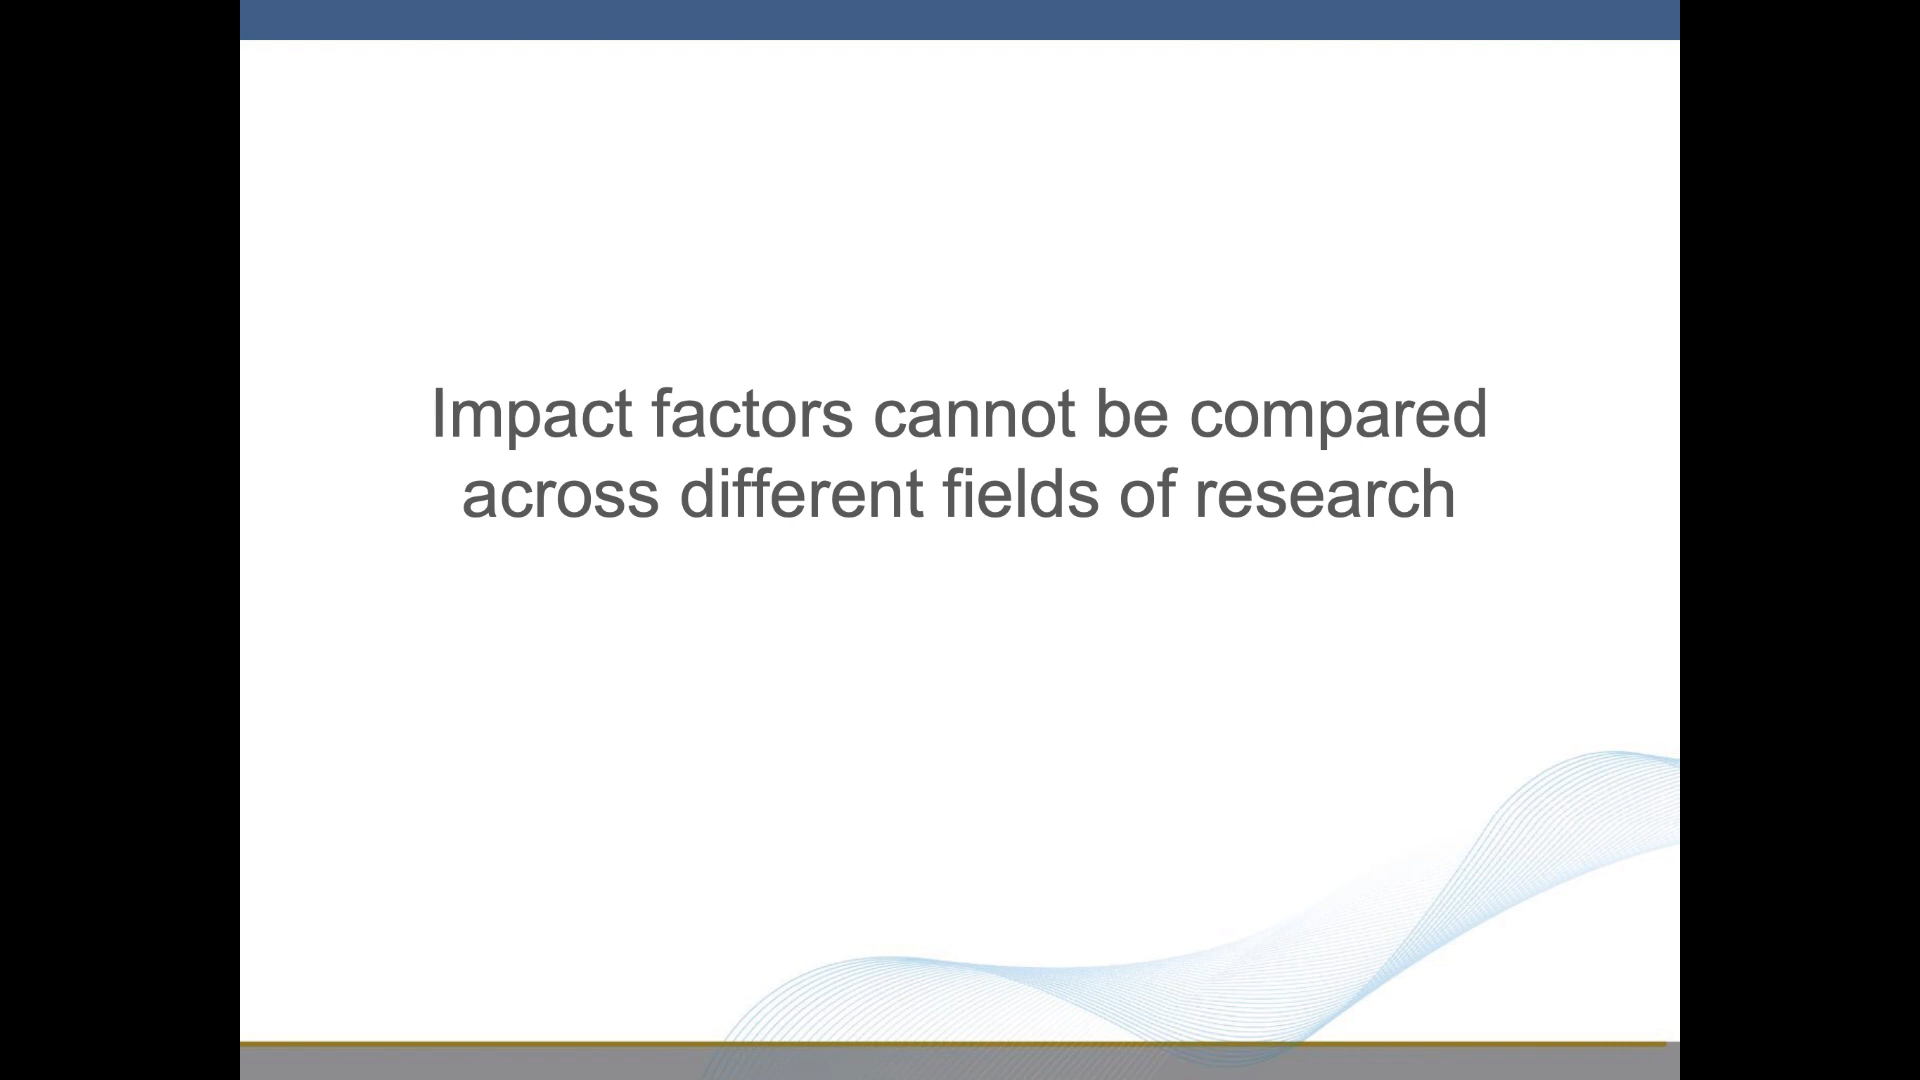 Impact factors cannot be compared
across different fields of research